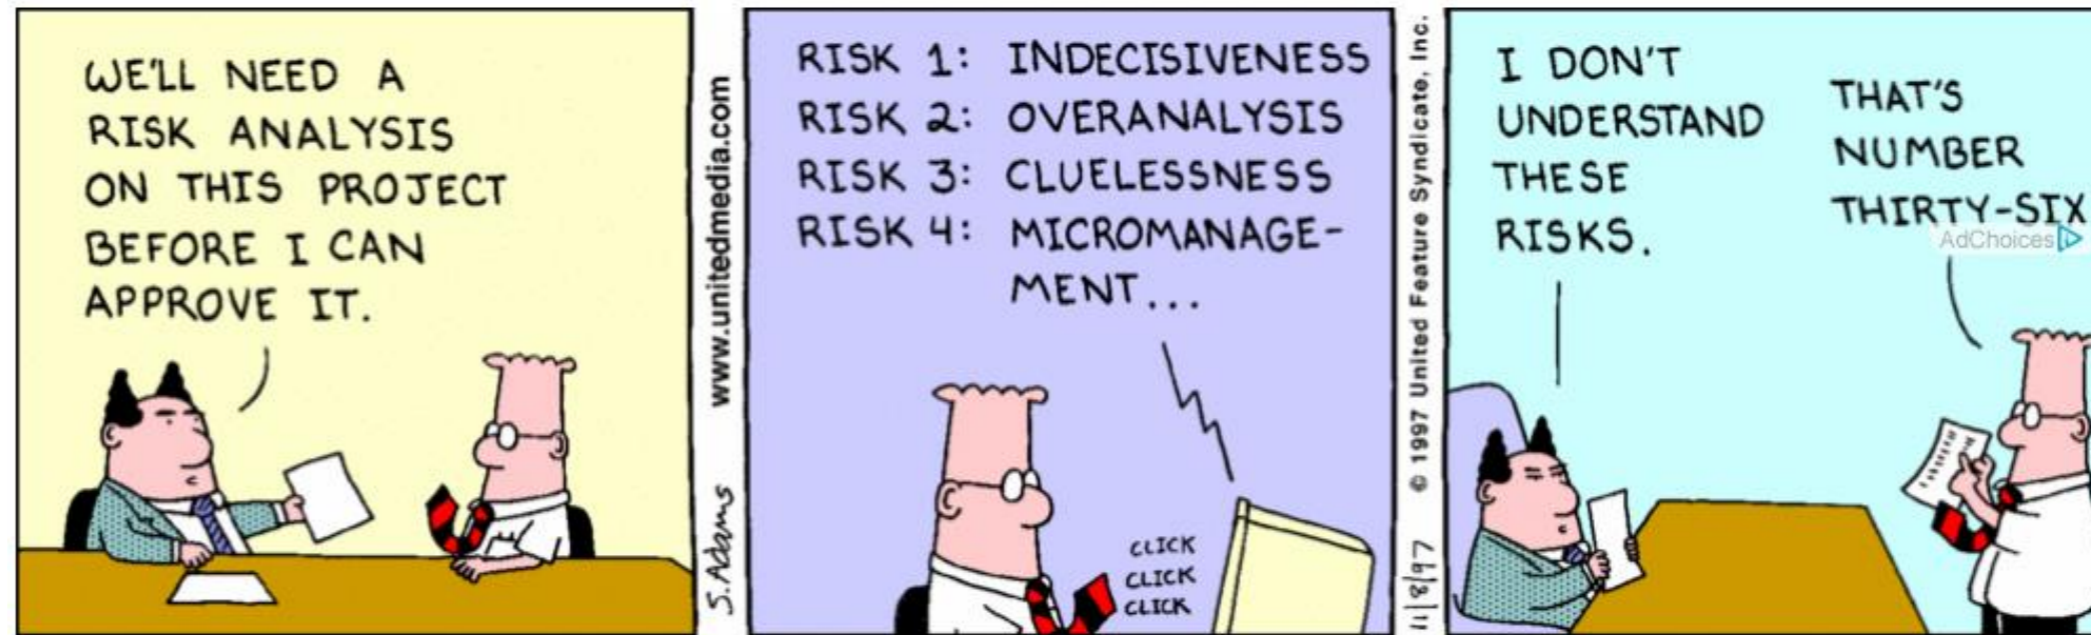 WE'LL NEED A
RISK ANALYSIS
ON THIS PROJECT
BEFORE I CAN
APPROVE IT.
S. Adams
www.unitedmedia.com
RISK 1: INDECISIVENESS
RISK 2: OVERANALYSIS
RISK 3: CLUELESSNESS
RISK 4: MICROMANAGE-
MENT...
CLICK
CLICK
CLICK
11/8/97
© 1997 United Feature Syndicate, Inc.
I DON'T
UNDERSTAND
THESE
RISKS.
THAT'S
NUMBER
THIRTY-SIX
AdChoices